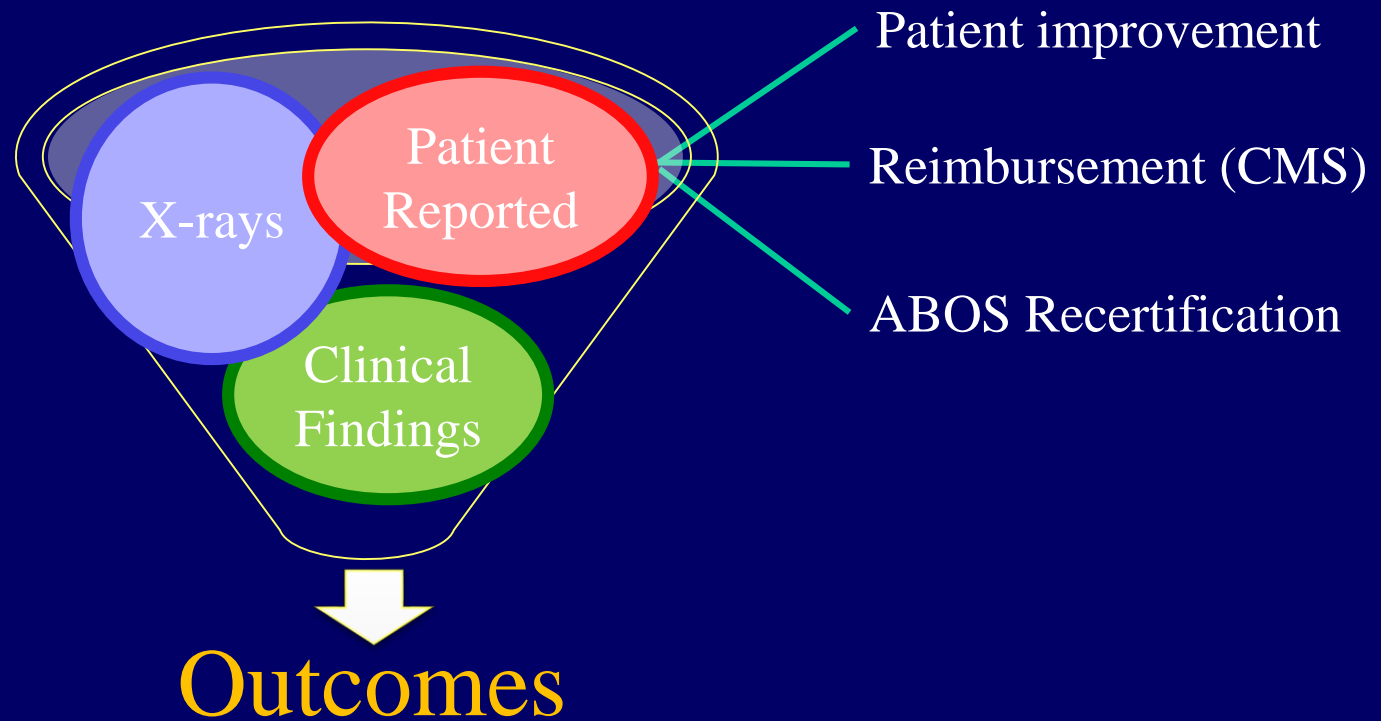 Patient improvement
Patient
Reported
Reimbursement (CMS)
X-rays
ABOS Recertification
Clinical
Findings
Outcomes